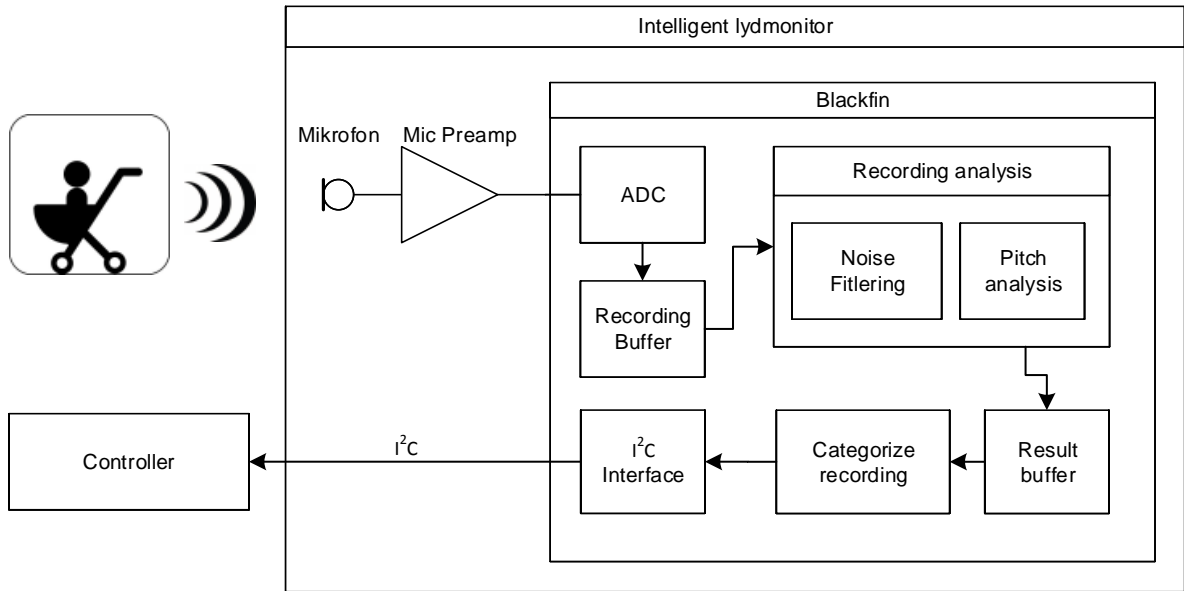 Intelligent lydmonitor
Blackfin
Mikrofon
Mic Preamp
ADC
Recording analysis
Noise
Fitlering
Pitch
analysis
Recording
Buffer
Controller
I²C
I²C
Interface
Categorize
recording
Result
buffer